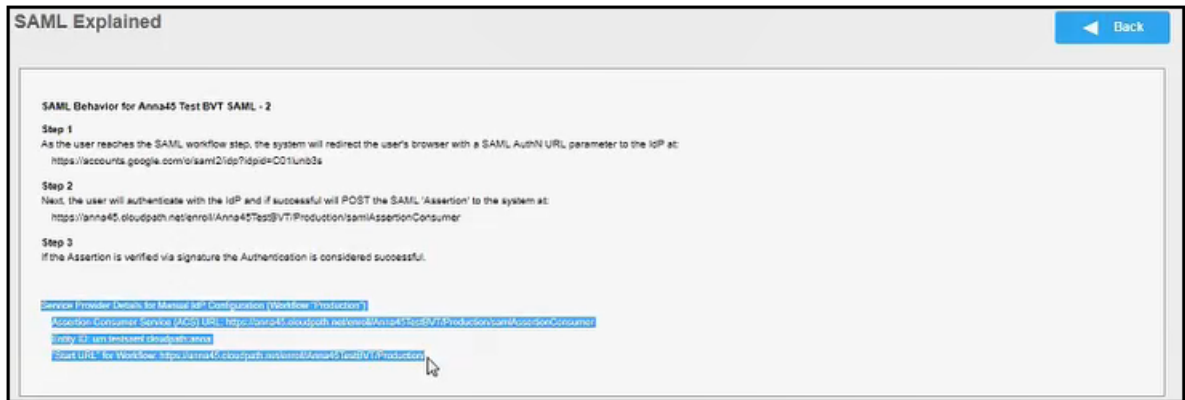 SAML Explained
Back
SAML Behavior for Anna45 Test BVT SAML - 2
Step 1
As the user reaches the SAML workflow step, the system will redirect the user's browser with a SAML AuthN URL parameter to the IdP at:
https://accounts.google.com/o/saml2/idp?idpid=C01lunb3s
Step 2
Next, the user will authenticate with the IdP and if successful will POST the SAML 'Assertion' to the system at:
https://anna45.cloudpath.net/enroll/Anna45TestBVT/Production/samlAssertionConsumer
Step 3
If the Assertion is verified via signature the Authentication is considered successful.
Service Provider Details for Manual IdP Configuration (Workflow "Production")
Assertion Consumer Service (ACS) URL: https://anna45.cloudpath.net/enroll/Anna45TestBVT/Production/samlAssertionConsumer
Entity ID: urn:testsaml:cloudpath:anna
"Start URL" for Workflow: https://anna45.cloudpath.net/enroll/Anna45TestBVT/Production/